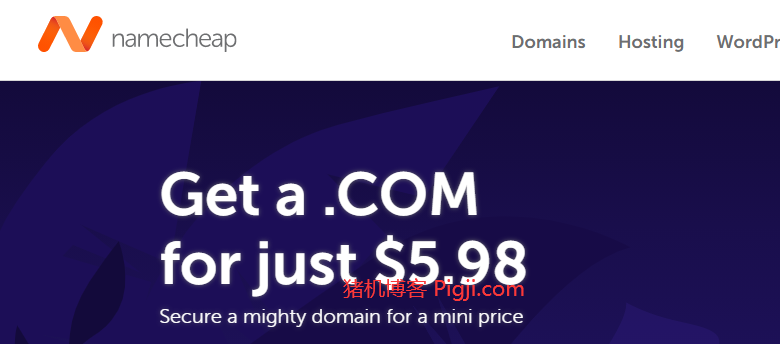 namecheap
Domains Hosting WordPr
Get a .COM
for just $5.98
猪机博客 Pigji.com
Secure a mighty domain for a mini price